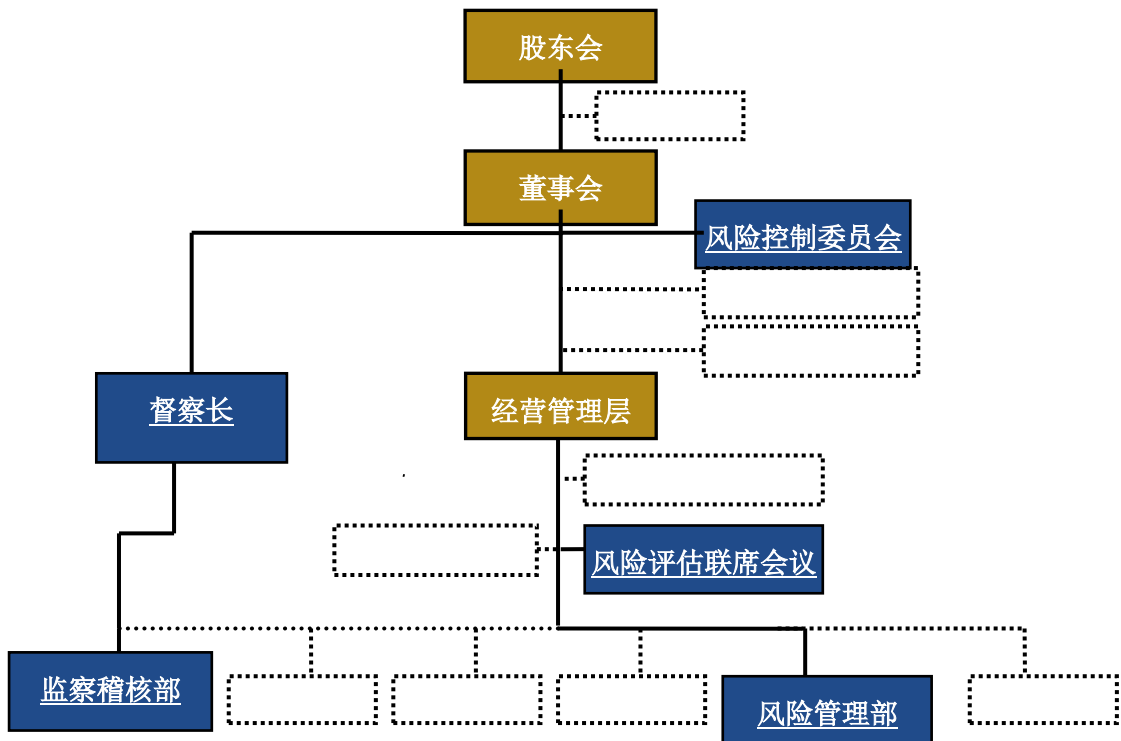 股东会
董事会
风险控制委员会
督察长
经营管理层
风险评估联席会议
监察稽核部
风险管理部